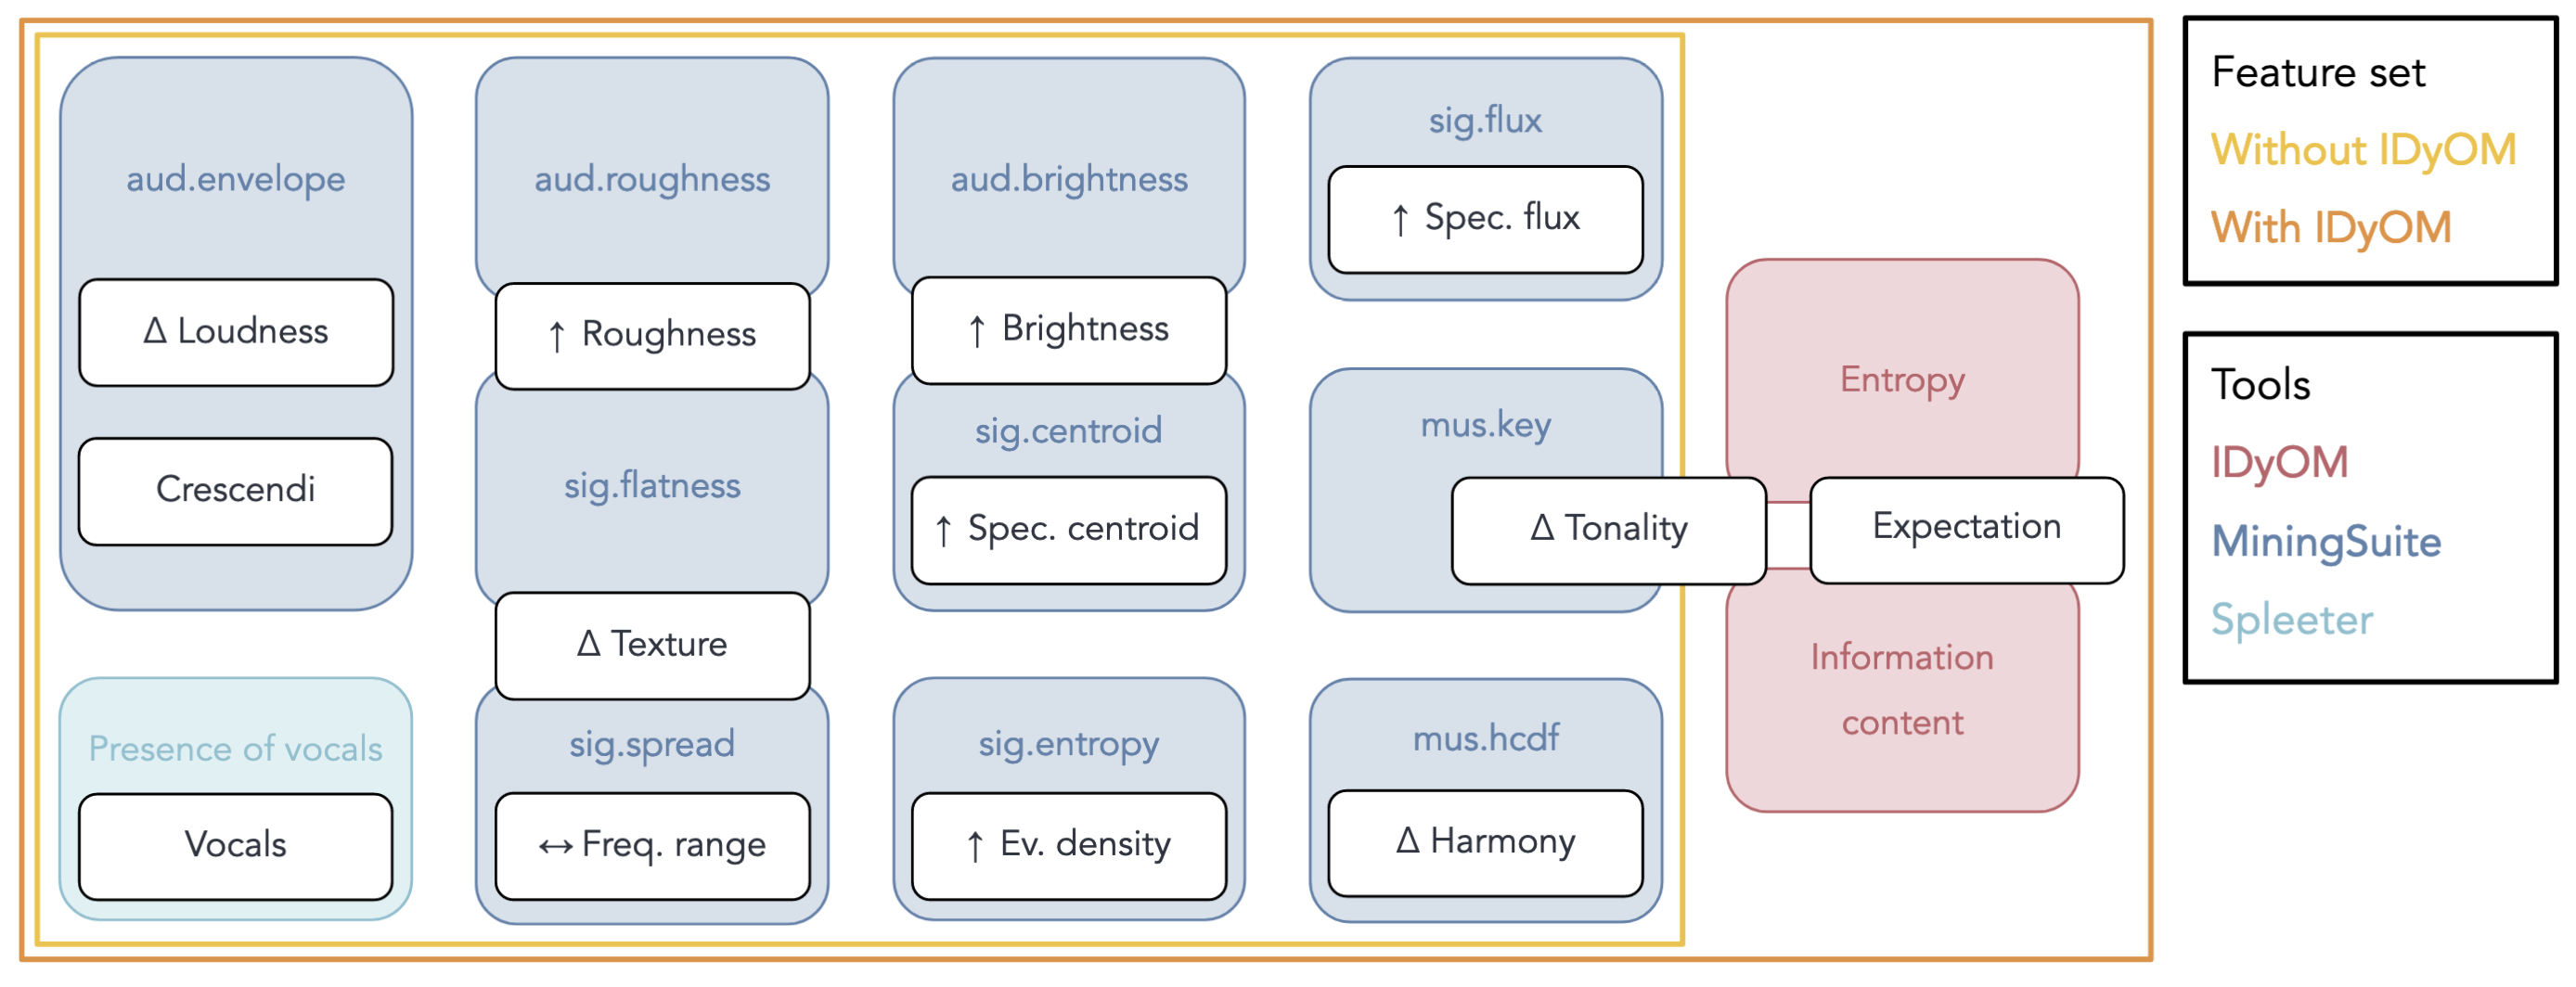 aud.envelope
Δ Loudness
Crescendi
Presence of vocals
Vocals
aud.roughness
↑ Roughness
sig.flatness
Δ Texture
sig.spread
↔ Freq. range
aud.brightness
↑ Brightness
sig.centroid
↑ Spec. centroid
sig.entropy
↑ Ev. density
sig.flux
↑ Spec. flux
mus.key
Δ Tonality
mus.hcdf
Δ Harmony
Entropy
Expectation
Information
content
Feature set
Without IDyOM
With IDyOM
Tools
IDyOM
MiningSuite
Spleeter